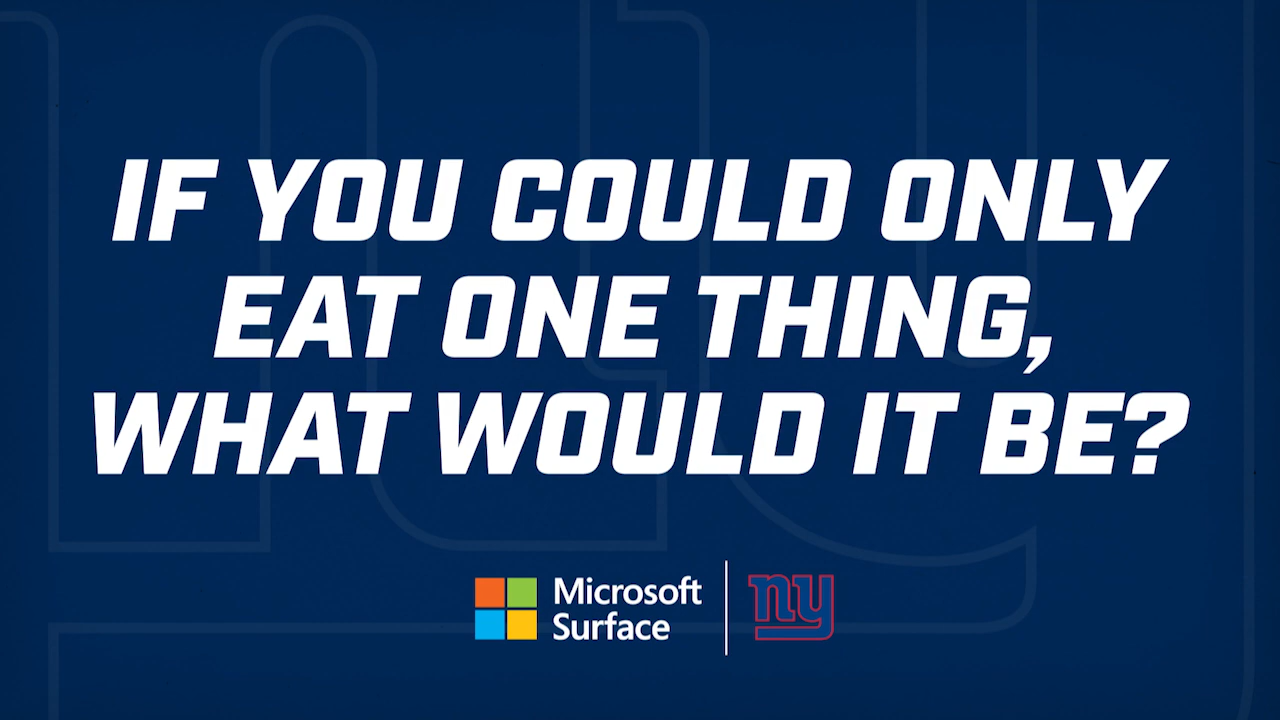 IF YOU COULD ONLY
EAT ONE THING,
WHAT WOULD IT BE?
Microsoft
Surface
ny